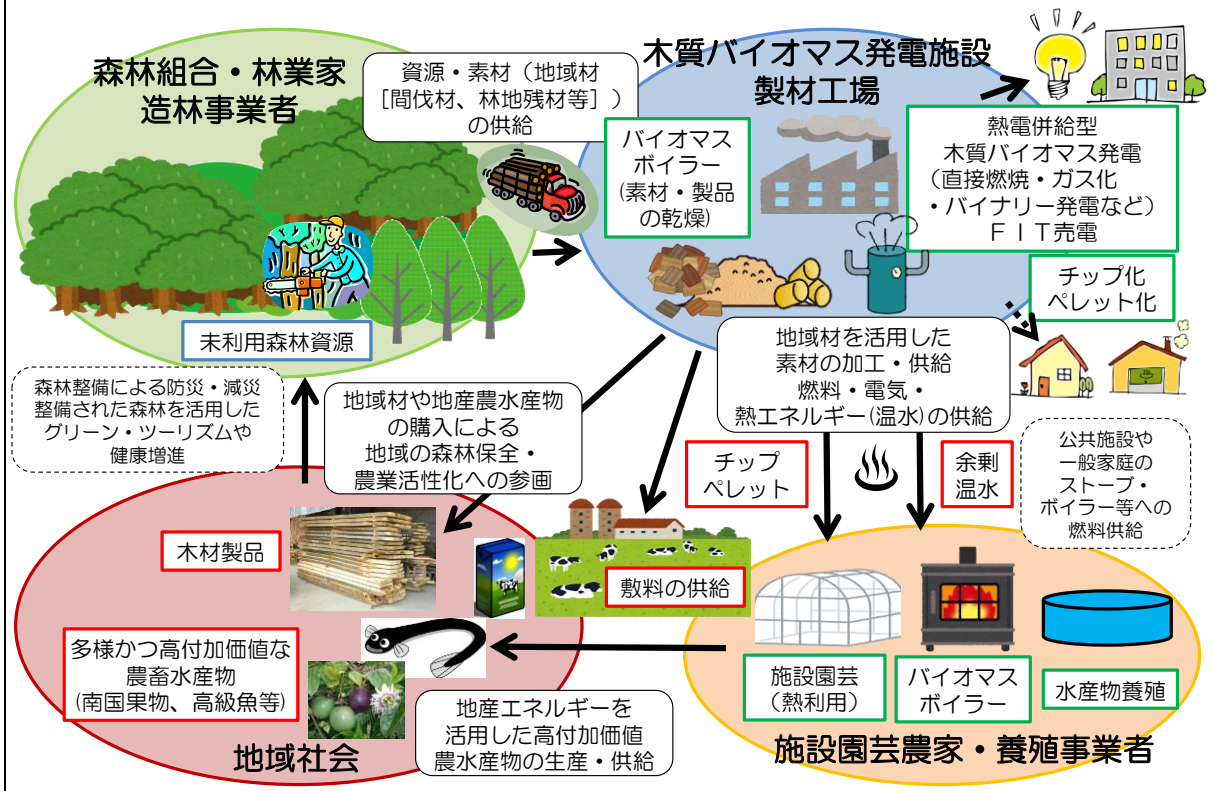 森林組合・林業家
造林事業者
資源・素材（地域材
［間伐材、林地残材等］）
の供給
木質バイオマス発電施設
製材工場
バイオマス
ボイラー
(素材・製品
の乾燥)
熱電併給型
木質バイオマス発電
（直接燃焼・ガス化
・バイナリー発電など）
ＦＩＴ売電
チップ化
ペレット化
未利用森林資源
地域材を活用した
素材の加工・供給
燃料・電気・
熱エネルギー(温水)の供給
森林整備による防災・減災
整備された森林を活用した
グリーン・ツーリズムや
健康増進
地域材や地産農水産物
の購入による
地域の森林保全・
農業活性化への参画
チップ
ペレット
余剰
温水
公共施設や
一般家庭の
ストーブ・
ボイラー等への
燃料供給
木材製品
敷料の供給
多様かつ高付加価値な
農畜水産物
(南国果物、高級魚等)
施設園芸
（熱利用）
バイオマス
ボイラー
水産物養殖
地産エネルギーを
活用した高付加価値
農水産物の生産・供給
地域社会
施設園芸農家・養殖事業者